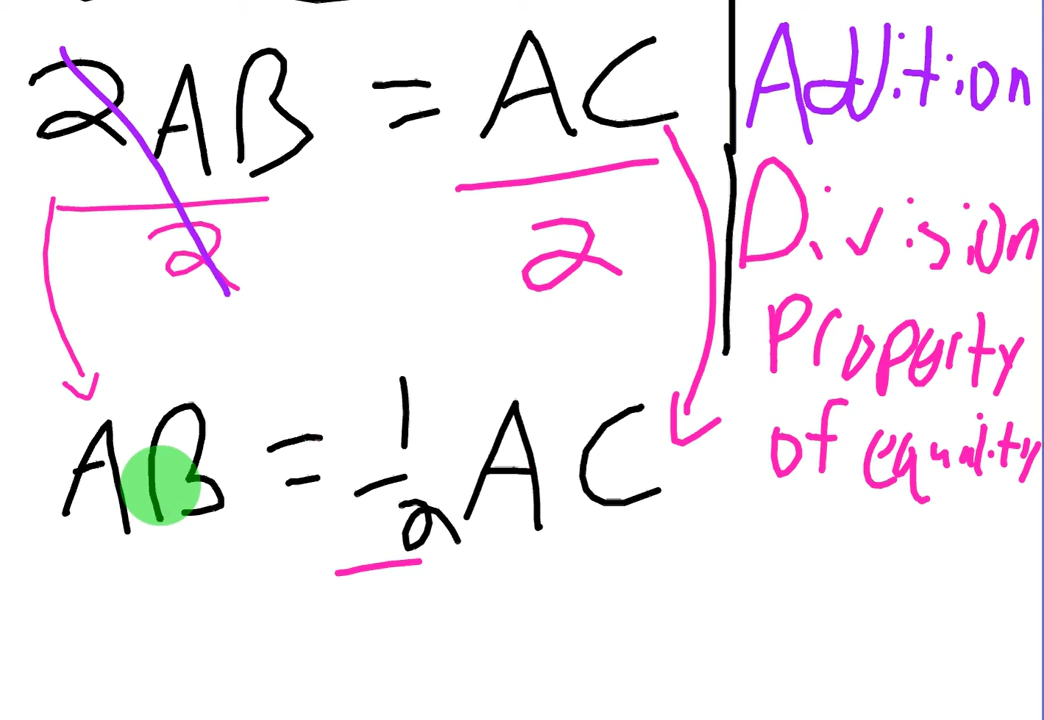 2AB = AC Addition
2 2 Division
Property
AB = 1/2 AC of equality